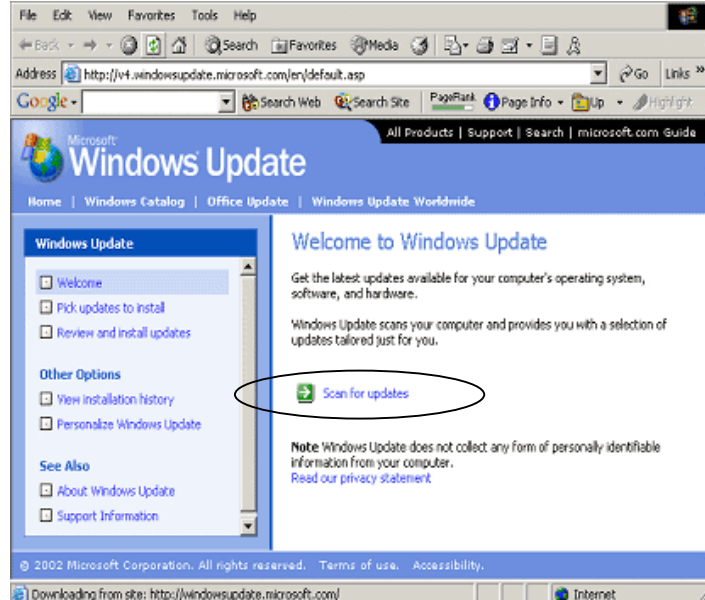 File Edit View Favorites Tools Help
Back Search Favorites Media
Address http://v4.windowsupdate.microsoft.com/en/default.asp Go Links »
Google Search Web Search Site PageRank Page Info Up Highlight
All Products | Support | Search | microsoft.com Guide
Microsoft
Windows Update
Home | Windows Catalog | Office Update | Windows Update Worldwide
Windows Update
Welcome
Pick updates to install
Review and install updates
Other Options
View installation history
Personalize Windows Update
See Also
About Windows Update
Support Information
Welcome to Windows Update
Get the latest updates available for your computer's operating system,
software, and hardware.
Windows Update scans your computer and provides you with a selection of
updates tailored just for you.
Scan for updates
Note Windows Update does not collect any form of personally identifiable
information from your computer.
Read our privacy statement
© 2002 Microsoft Corporation. All rights reserved. Terms of use. Accessibility.
Downloading from site: http://windowsupdate.microsoft.com/ Internet